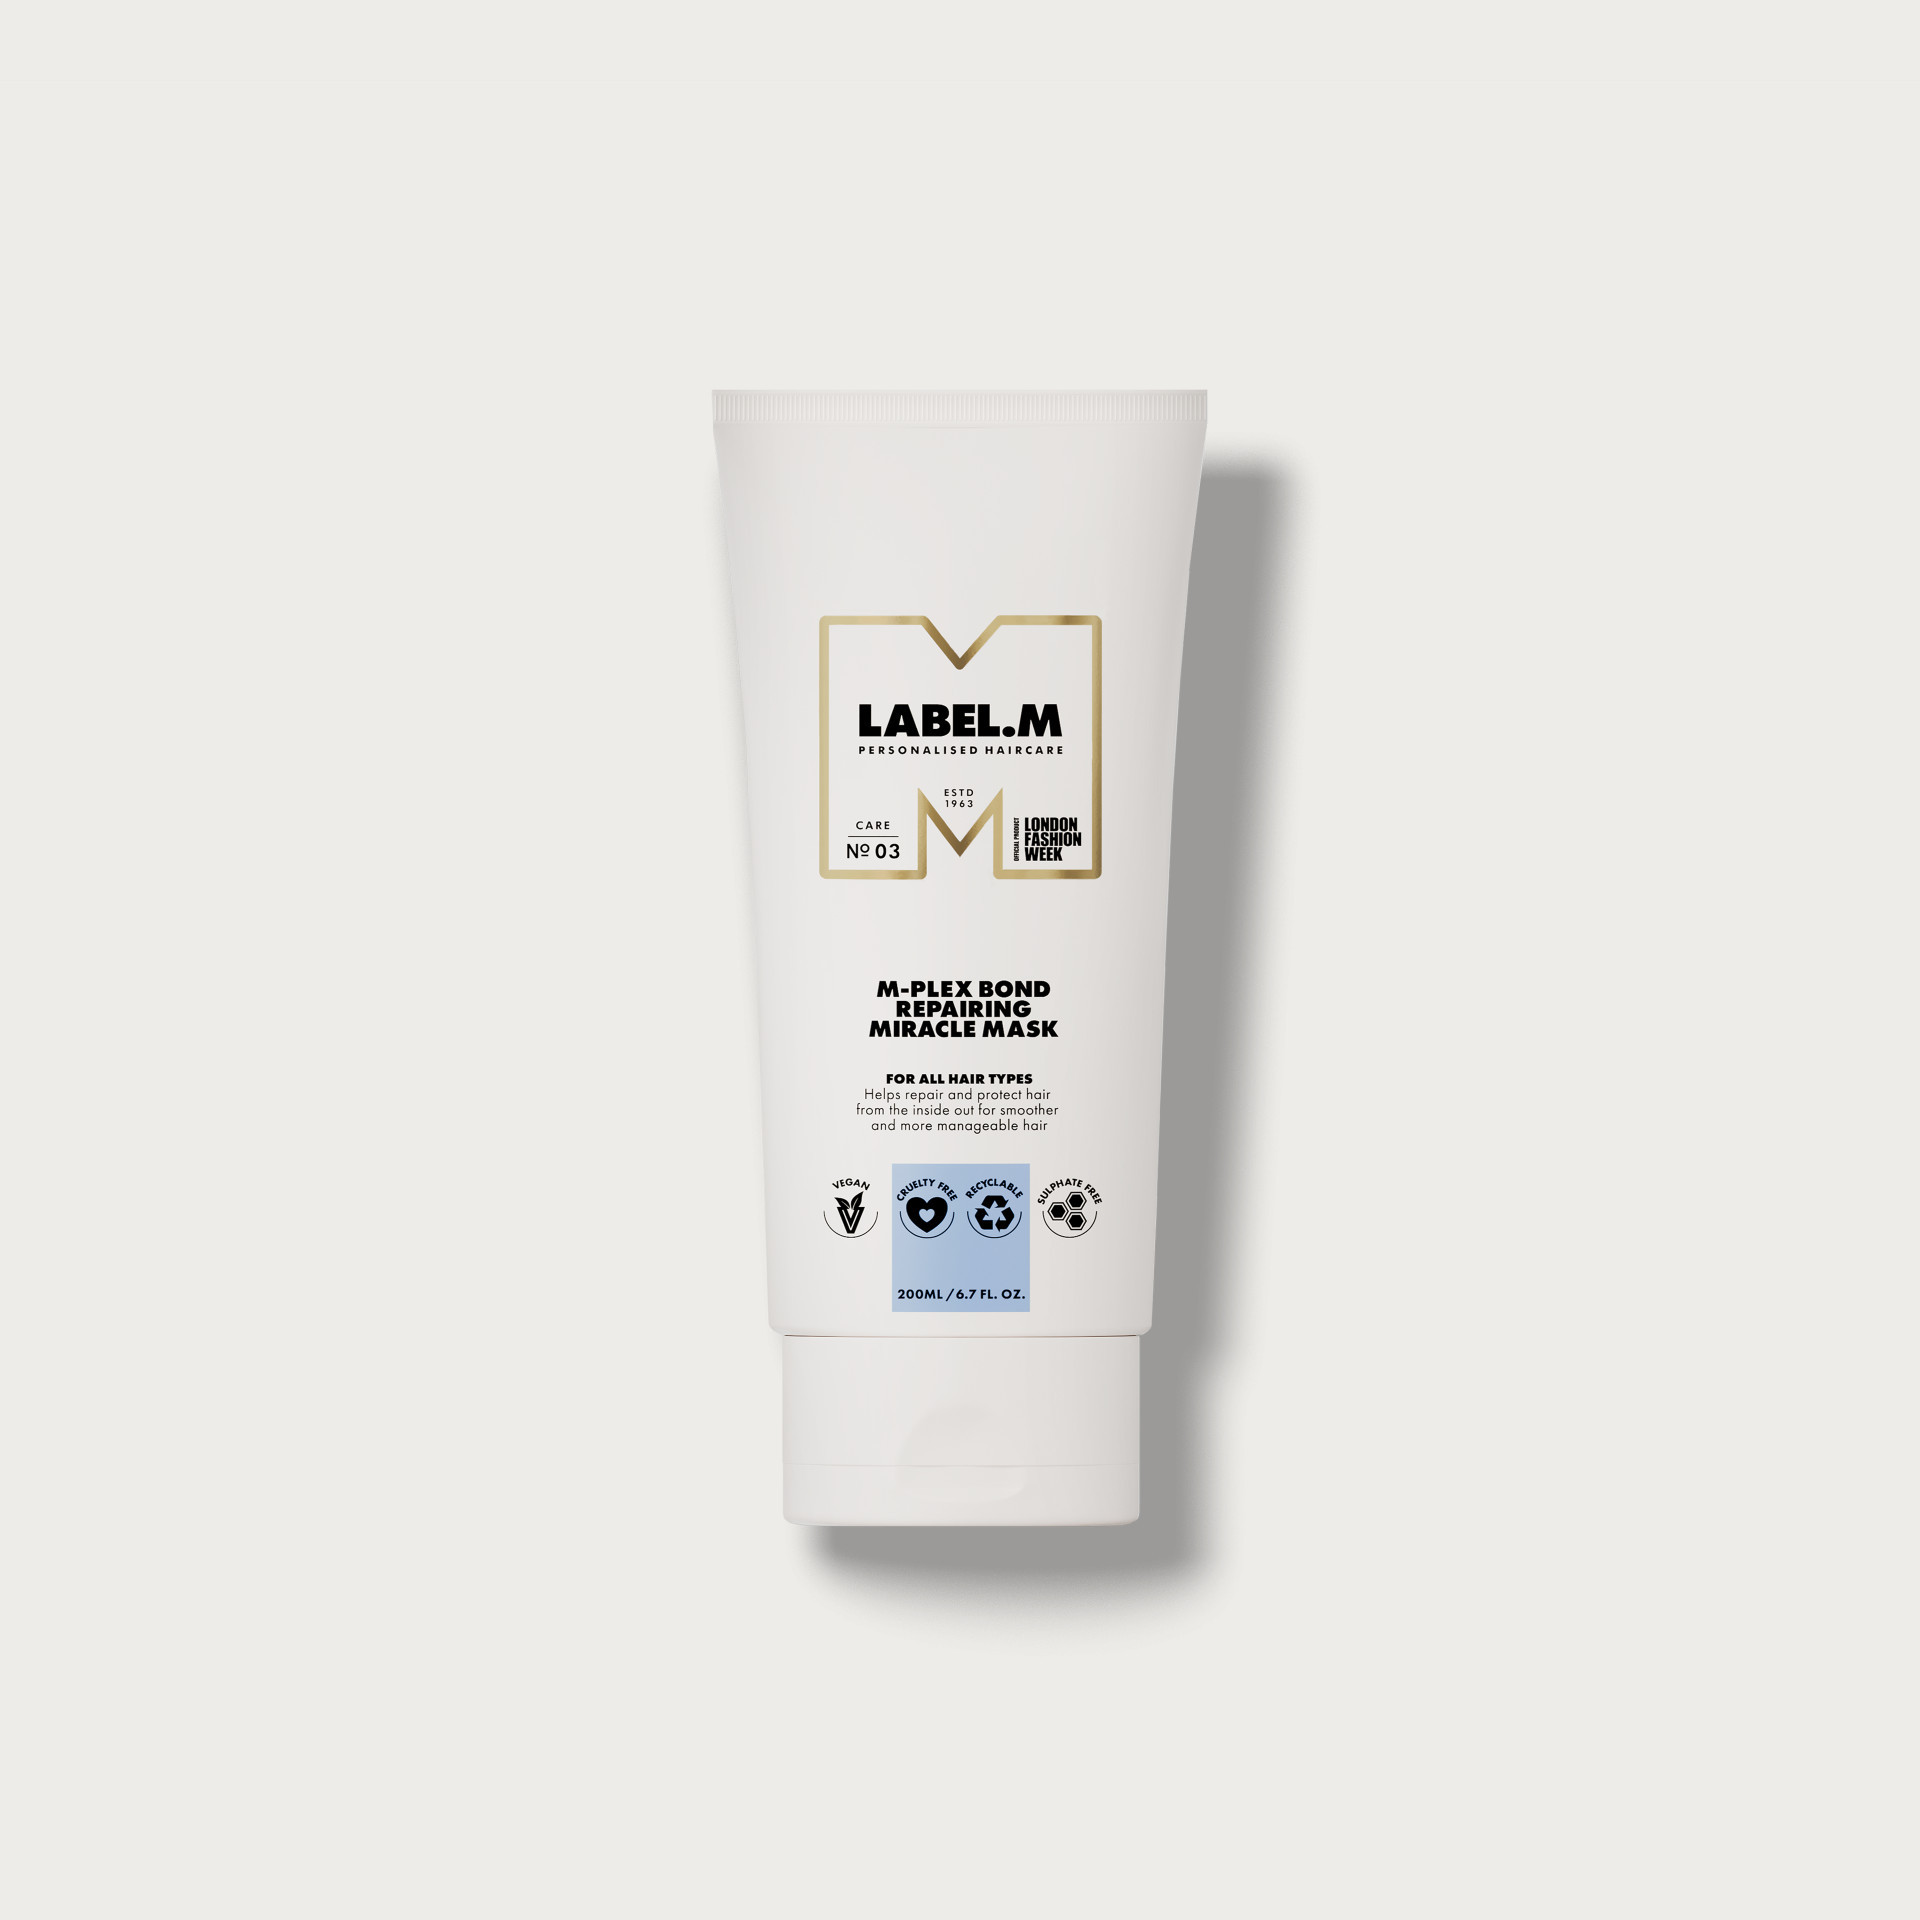 LABEL.M
PERSONALISED HAIRCARE
ESTD
1963
CARE
Nº 03
OFFICIAL PRODUCT
LONDON
FASHION
WEEK
M-PLEX BOND
REPAIRING
MIRACLE MASK
FOR ALL HAIR TYPES
Helps repair and protect hair
from the inside out for smoother
and more manageable hair
VEGAN
CRUELTY FREE
RECYCLABLE
SULPHATE FREE
200ML / 6.7 FL. OZ.